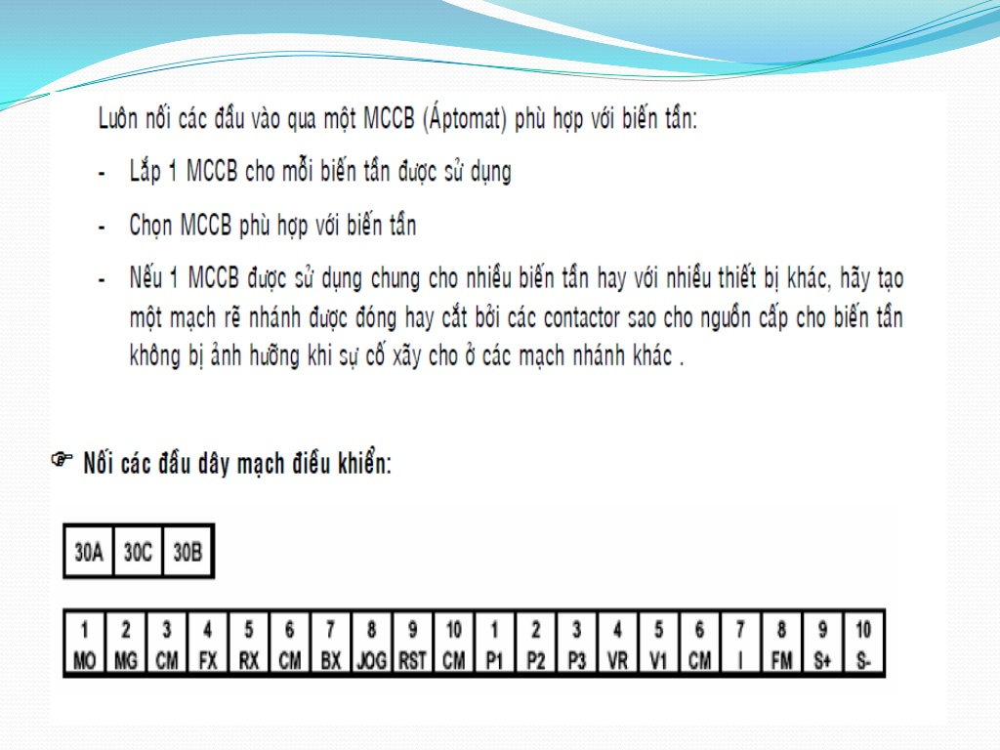 Luôn nối các đầu vào qua một MCCB (Áptomat) phù hợp với biến tần:
- Lắp 1 MCCB cho mỗi biến tần được sử dụng
- Chọn MCCB phù hợp với biến tần
- Nếu 1 MCCB được sử dụng chung cho nhiều biến tần hay với nhiều thiết bị khác, hãy tạo
một mạch rẽ nhánh được đóng hay cắt bởi các contactor sao cho nguồn cấp cho biến tần
không bị ảnh hưỡng khi sự cố xãy cho ở các mạch nhánh khác .
☞ Nối các đầu dây mạch điều khiển:
30A 30C 30B
1 2 3 4 5 6 7 8 9 10 1 2 3 4 5 6 7 8 9 10
MO MG CM FX RX CM BX JOG RST CM P1 P2 P3 VR V1 CM I FM S+ S-